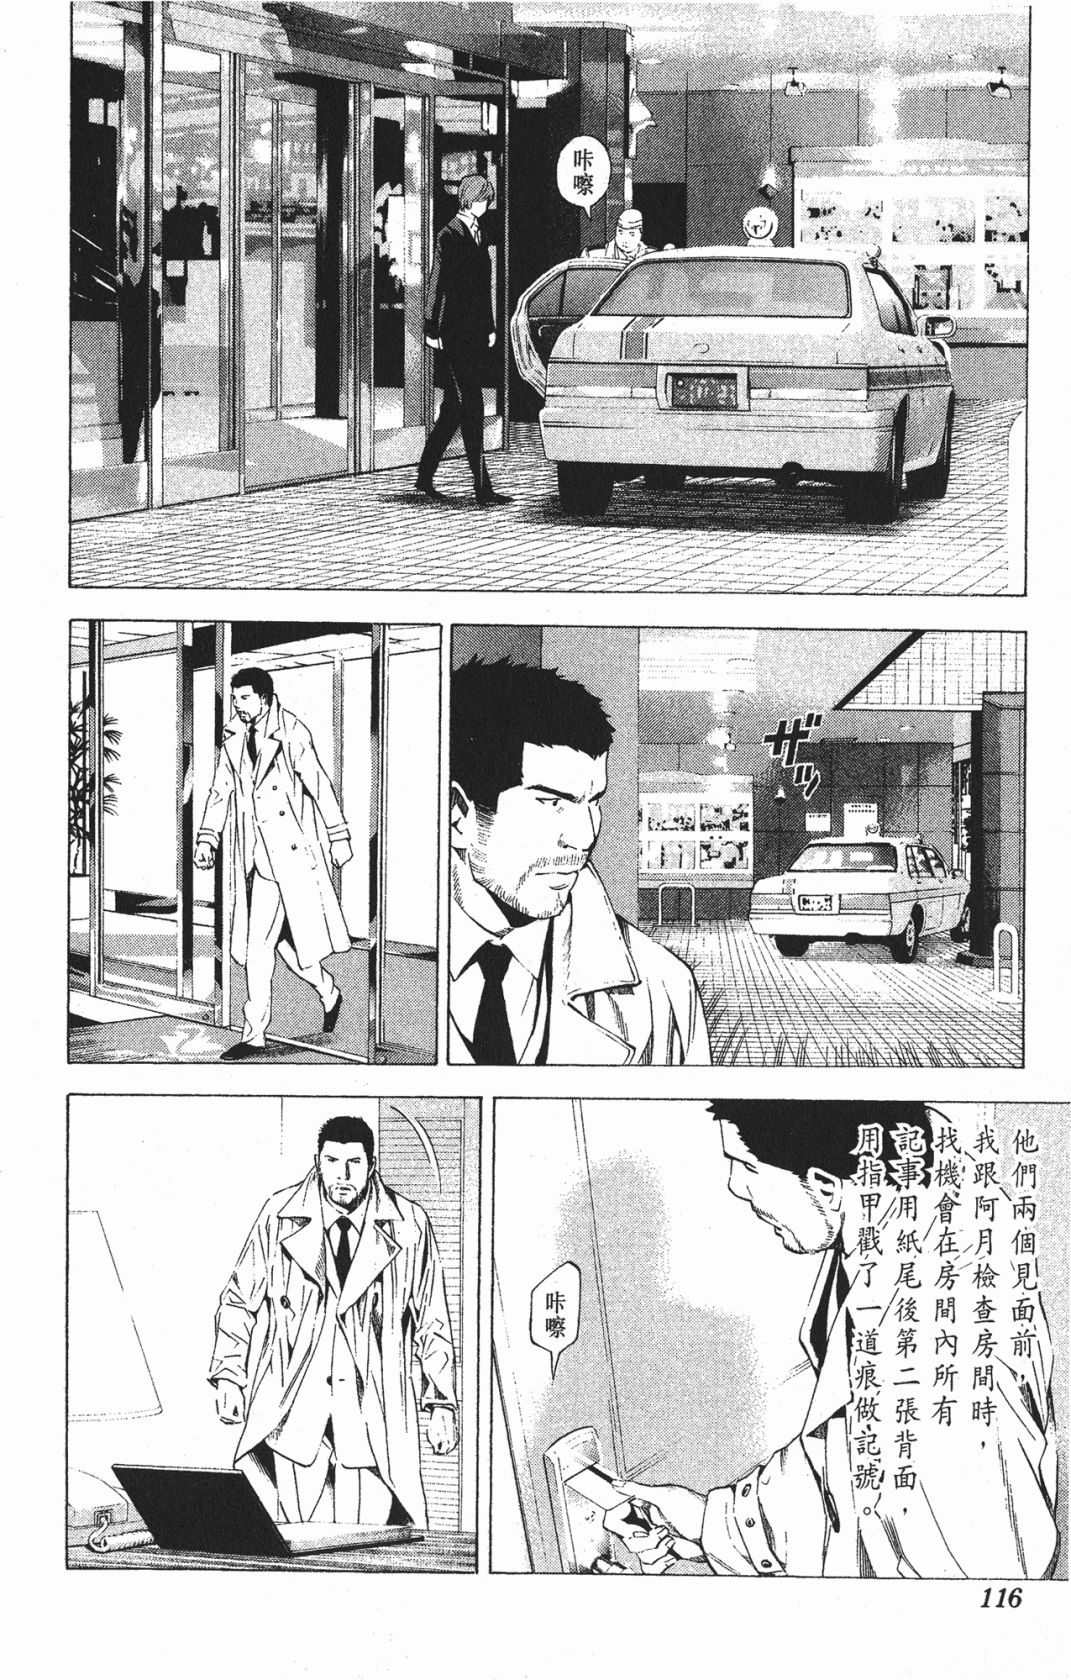 咔嚓
ザッ
他們兩個見面前，
我跟阿月檢查房間時，
找機會在房間內所有
記事用紙尾後第二張背面，
用指甲戳了一道痕做記號。
咔嚓
116